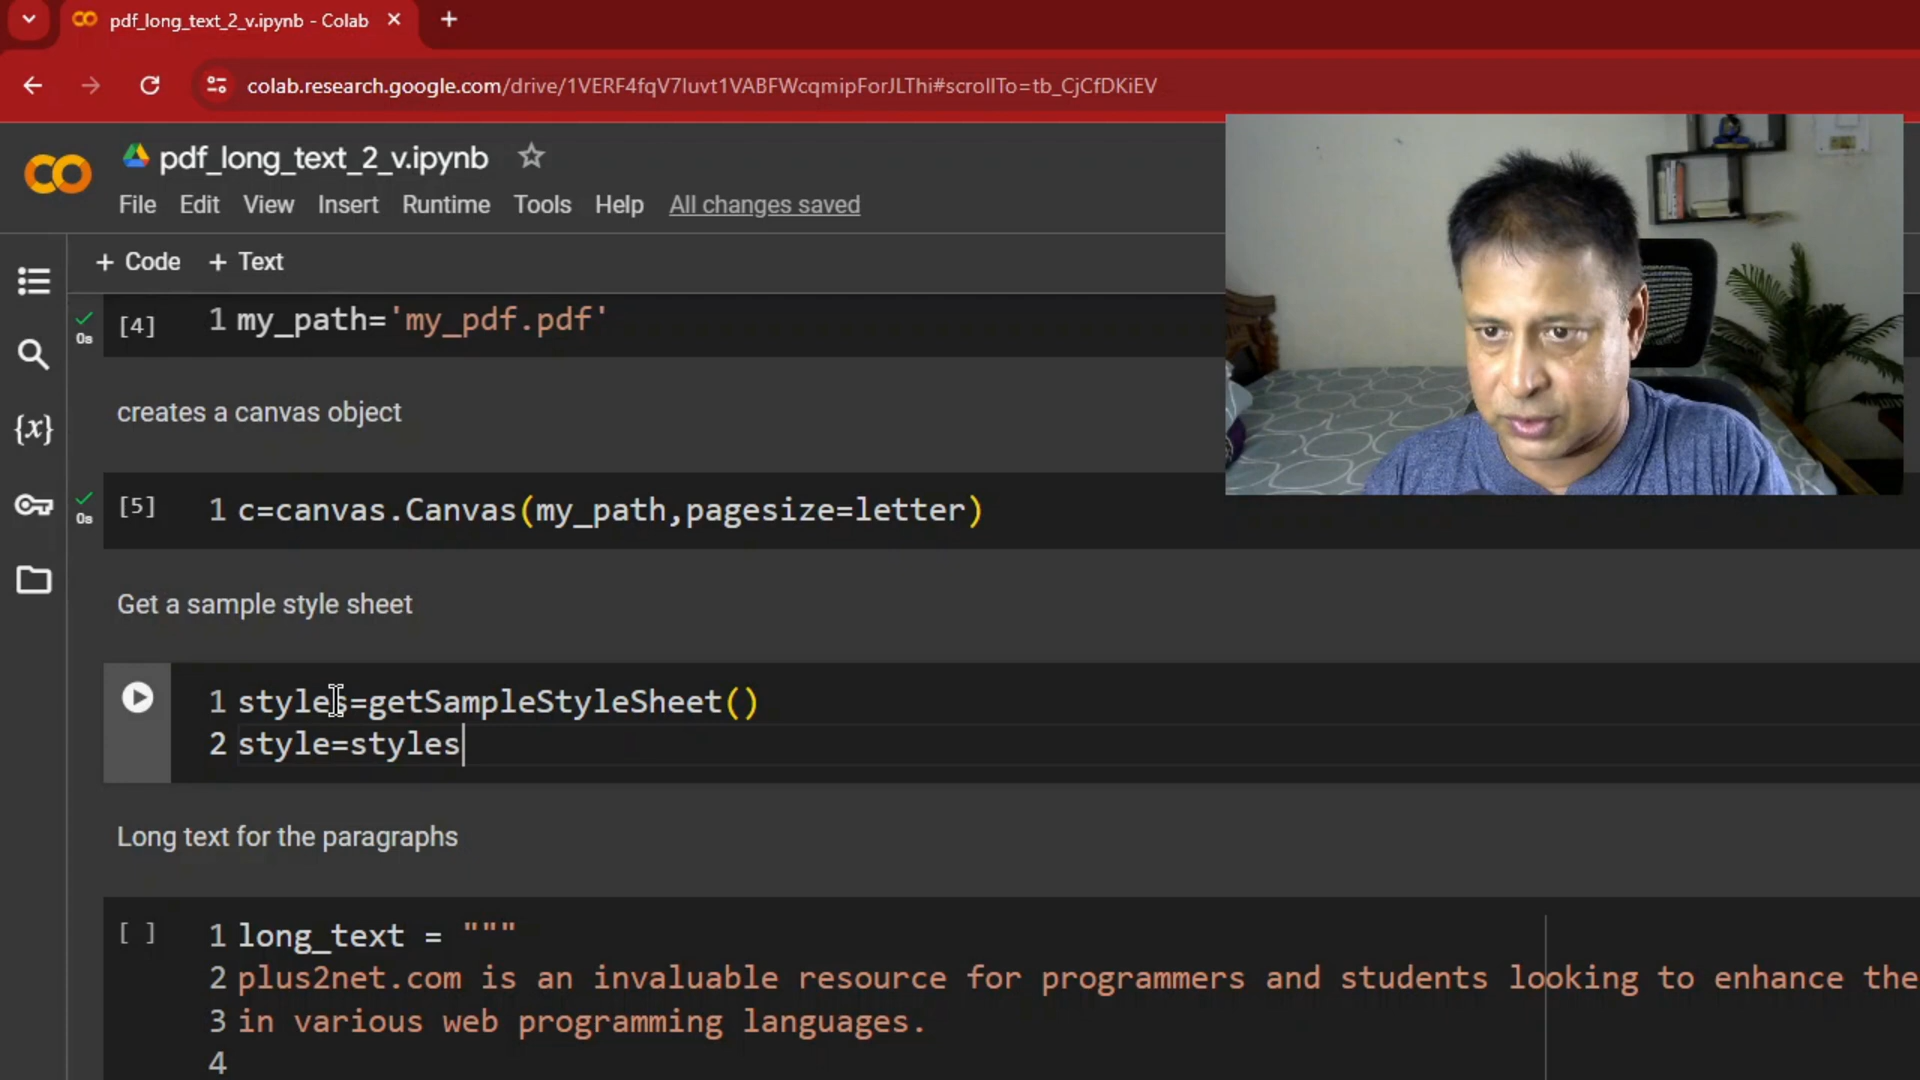 pdf_long_text_2_v.ipynb - Colab
colab.research.google.com/drive/1VERF4fqV7Iuvt1VABFWcqmipForJLThi#scrollTo=tb_CjCfDKiEV
pdf_long_text_2_v.ipynb
File Edit View Insert Runtime Tools Help All changes saved
+ Code + Text
0s [4] 1 my_path='my_pdf.pdf'
creates a canvas object
0s [5] 1 c=canvas.Canvas(my_path,pagesize=letter)
Get a sample style sheet
1 styles=getSampleStyleSheet()
2 style=styles
Long text for the paragraphs
[ ] 1 long_text = """
2 plus2net.com is an invaluable resource for programmers and students looking to enhance the
3 in various web programming languages.
4